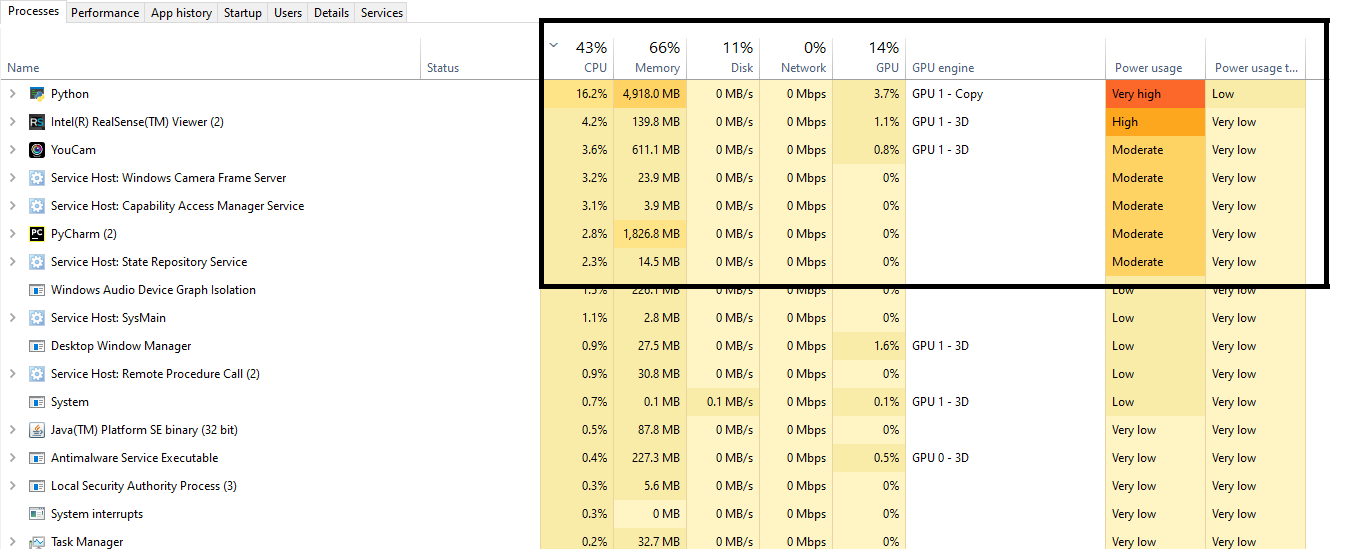 Processes Performance App history Startup Users Details Services
43% 66% 11% 0% 14%
Name Status CPU Memory Disk Network GPU GPU engine Power usage Power usage t...
Python 16.2% 4,918.0 MB 0 MB/s 0 Mbps 3.7% GPU 1 - Copy Very high Low
RS Intel(R) RealSense(TM) Viewer (2) 4.2% 139.8 MB 0 MB/s 0 Mbps 1.1% GPU 1 - 3D High Very low
YouCam 3.6% 611.1 MB 0 MB/s 0 Mbps 0.8% GPU 1 - 3D Moderate Very low
Service Host: Windows Camera Frame Server 3.2% 23.9 MB 0 MB/s 0 Mbps 0% Moderate Very low
Service Host: Capability Access Manager Service 3.1% 3.9 MB 0 MB/s 0 Mbps 0% Moderate Very low
PC PyCharm (2) 2.8% 1,826.8 MB 0 MB/s 0 Mbps 0% Moderate Very low
Service Host: State Repository Service 2.3% 14.5 MB 0 MB/s 0 Mbps 0% Moderate Very low
Windows Audio Device Graph Isolation 1.5% 226.1 MB 0 MB/s 0 Mbps 0% Low Very low
Service Host: SysMain 1.1% 2.8 MB 0 MB/s 0 Mbps 0% Low Very low
Desktop Window Manager 0.9% 27.5 MB 0 MB/s 0 Mbps 1.6% GPU 1 - 3D Low Very low
Service Host: Remote Procedure Call (2) 0.9% 30.8 MB 0 MB/s 0 Mbps 0% Low Very low
System 0.7% 0.1 MB 0.1 MB/s 0 Mbps 0.1% GPU 1 - 3D Low Very low
Java(TM) Platform SE binary (32 bit) 0.5% 87.8 MB 0 MB/s 0 Mbps 0% Very low Very low
Antimalware Service Executable 0.4% 227.3 MB 0 MB/s 0 Mbps 0.5% GPU 0 - 3D Very low Very low
Local Security Authority Process (3) 0.3% 5.6 MB 0 MB/s 0 Mbps 0% Very low Very low
System interrupts 0.3% 0 MB 0 MB/s 0 Mbps 0% Very low Very low
Task Manager 0.2% 32.7 MB 0 MB/s 0 Mbps 0% Very low Very low